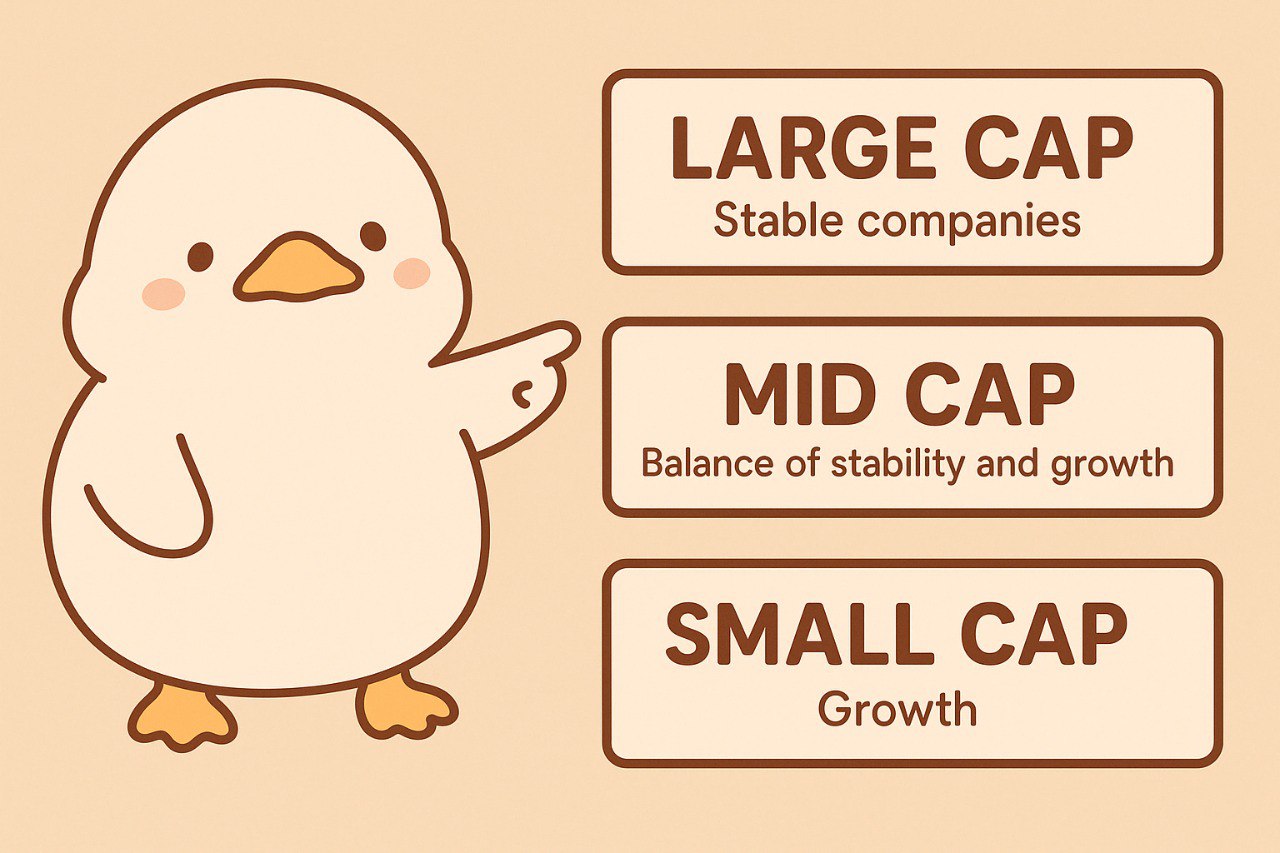 LARGE CAP
Stable companies
MID CAP
Balance of stability and growth
SMALL CAP
Growth